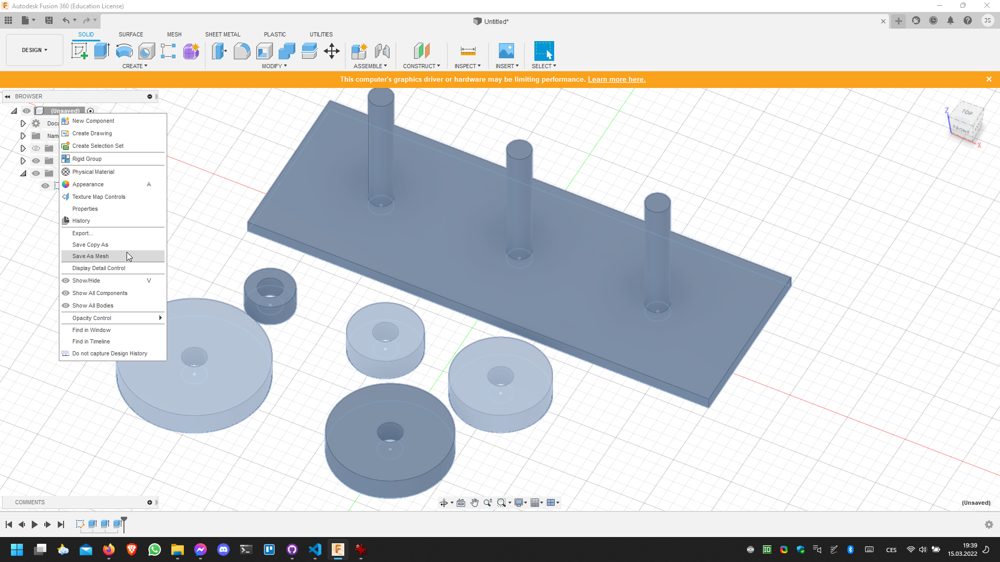 Autodesk Fusion 360 (Education License)
Untitled*
JS
DESIGN
SOLID
SURFACE
MESH
SHEET METAL
PLASTIC
UTILITIES
CREATE
MODIFY
ASSEMBLE
CONSTRUCT
INSPECT
INSERT
SELECT
This computer's graphics driver or hardware may be limiting performance. Learn more here.
BROWSER
(Unsaved)
Docu
Nam
New Component
Create Drawing
Create Selection Set
Rigid Group
Physical Material
Appearance A
Texture Map Controls
Properties
History
Export...
Save Copy As
Save As Mesh
Display Detail Control
Show/Hide V
Show All Components
Show All Bodies
Opacity Control
Find in Window
Find in Timeline
Do not capture Design History
Z
TOP
FRONT
X
COMMENTS
(Unsaved)
ID
CES
19:39
15.03.2022